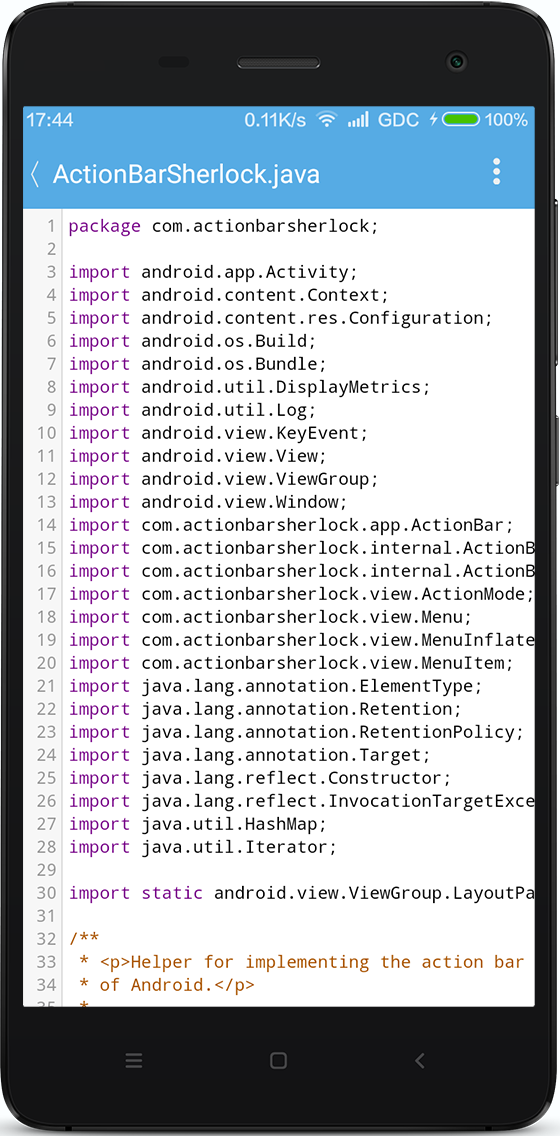 17:44 0.11K/s GDC 100%
ActionBarSherlock.java
1 package com.actionbarsherlock;
2
3 import android.app.Activity;
4 import android.content.Context;
5 import android.content.res.Configuration;
6 import android.os.Build;
7 import android.os.Bundle;
8 import android.util.DisplayMetrics;
9 import android.util.Log;
10 import android.view.KeyEvent;
11 import android.view.View;
12 import android.view.ViewGroup;
13 import android.view.Window;
14 import com.actionbarsherlock.app.ActionBar;
15 import com.actionbarsherlock.internal.ActionB
16 import com.actionbarsherlock.internal.ActionB
17 import com.actionbarsherlock.view.ActionMode;
18 import com.actionbarsherlock.view.Menu;
19 import com.actionbarsherlock.view.MenuInflate
20 import com.actionbarsherlock.view.MenuItem;
21 import java.lang.annotation.ElementType;
22 import java.lang.annotation.Retention;
23 import java.lang.annotation.RetentionPolicy;
24 import java.lang.annotation.Target;
25 import java.lang.reflect.Constructor;
26 import java.lang.reflect.InvocationTargetExce
27 import java.util.HashMap;
28 import java.util.Iterator;
29
30 import static android.view.ViewGroup.LayoutPa
31
32 /**
33 * <p>Helper for implementing the action bar
34 * of Android.</p>
35 *